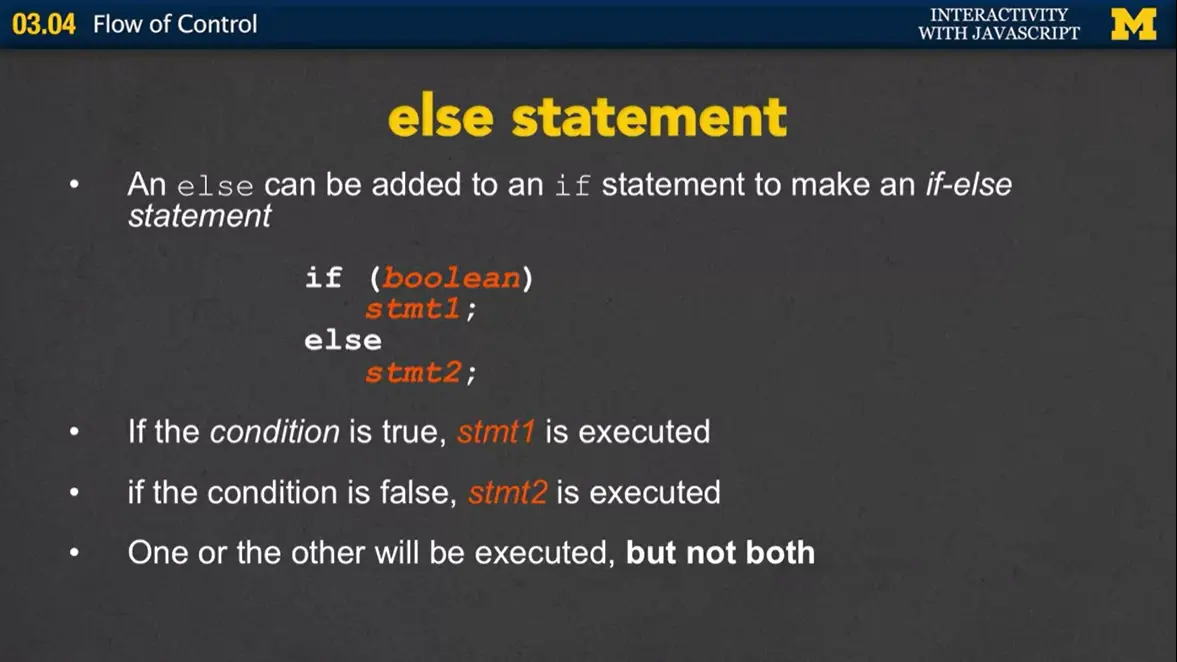 03.04 Flow of Control
INTERACTIVITY
WITH JAVASCRIPT
M
else statement
• An else can be added to an if statement to make an if-else
statement
if (boolean)
stmt1;
else
stmt2;
• If the condition is true, stmt1 is executed
• if the condition is false, stmt2 is executed
• One or the other will be executed, but not both